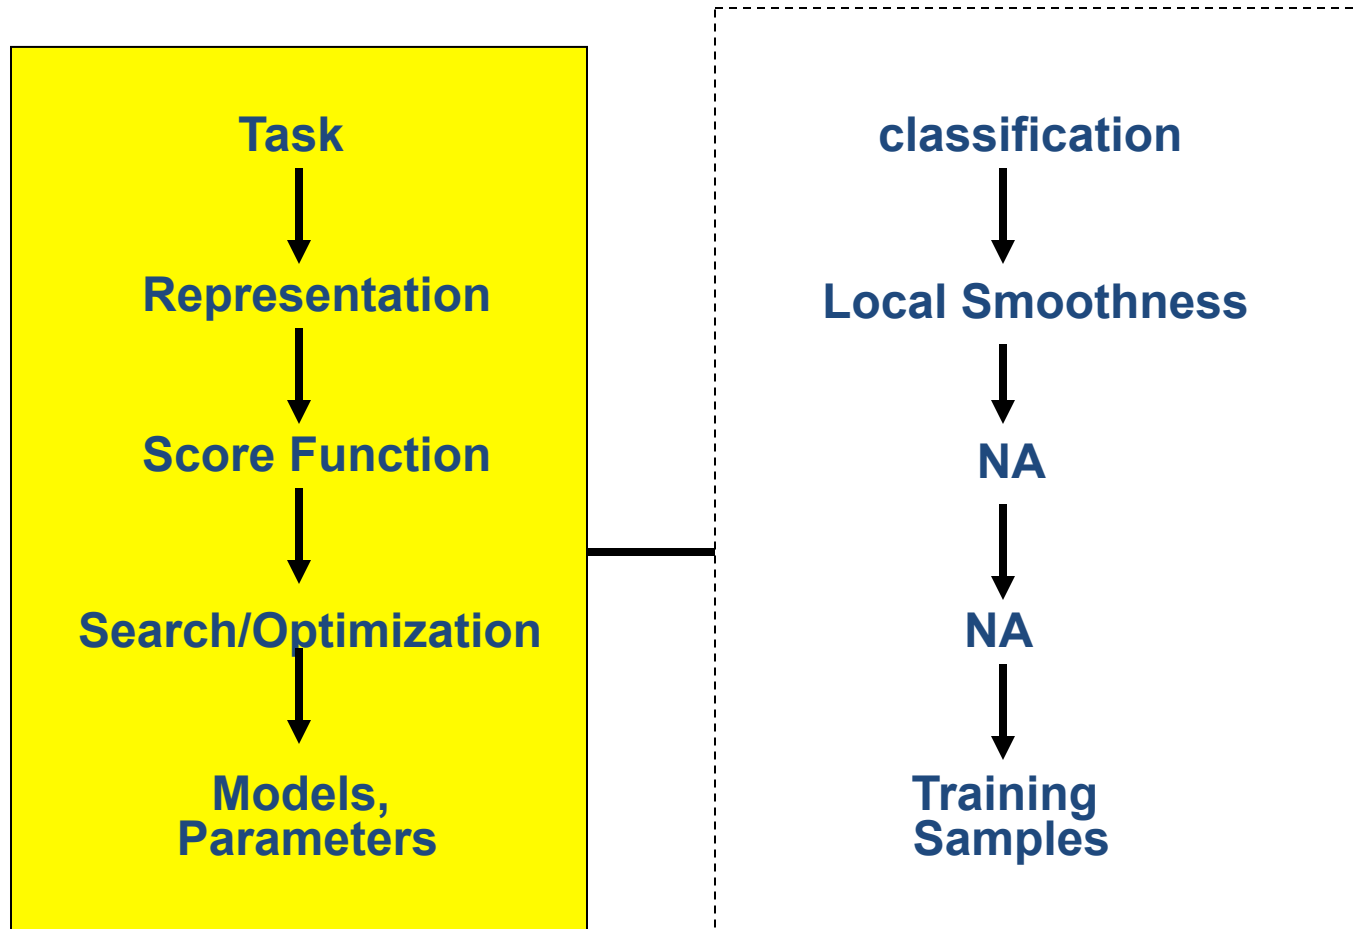 Task
Representation
Score Function
Search/Optimization
Models,
Parameters
classification
Local Smoothness
NA
NA
Training
Samples